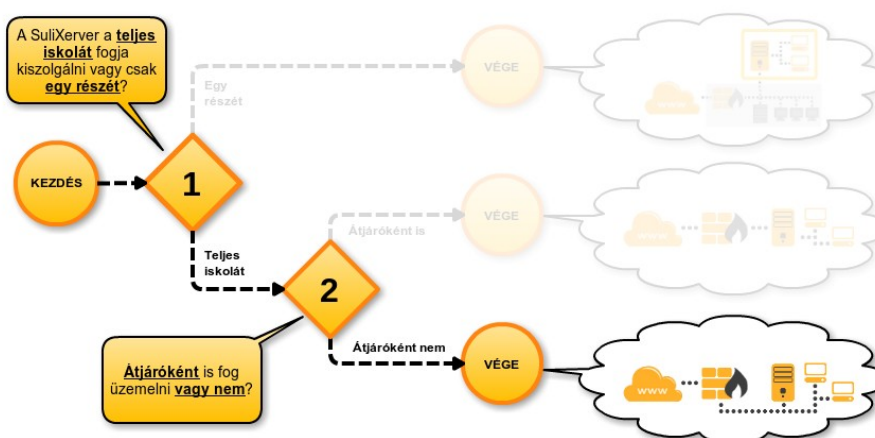 A SuliXerver a teljes
iskolát fogja
kiszolgálni vagy csak
egy részét?
Egy
részét
VÉGE
www
KEZDÉS
1
Teljes
iskolát
Átjáróként is
VÉGE
www
2
Átjáróként is fog
üzemelni vagy nem?
Átjáróként nem
VÉGE
www